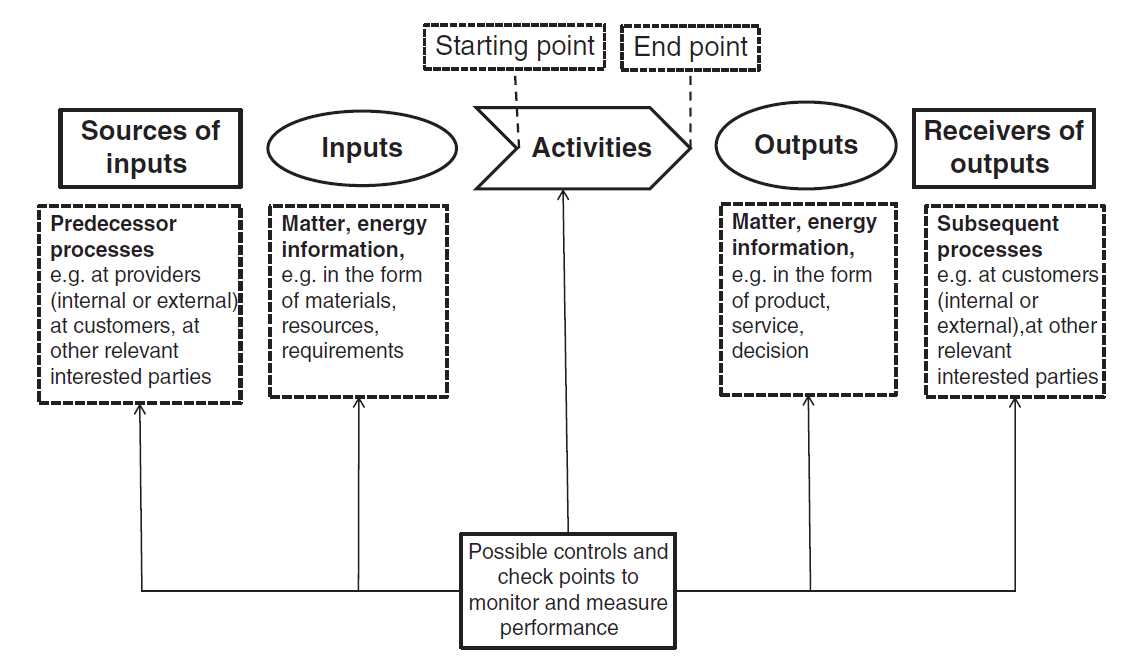 Starting point
End point
Sources of
inputs
Inputs
Activities
Outputs
Receivers of
outputs
Predecessor
processes
e.g. at providers
(internal or external)
at customers, at
other relevant
interested parties
Matter, energy
information,
e.g. in the form
of materials,
resources,
requirements
Matter, energy
information,
e.g. in the form
of product,
service,
decision
Subsequent
processes
e.g. at customers
(internal or
external),at other
relevant
interested parties
Possible controls and
check points to
monitor and measure
performance